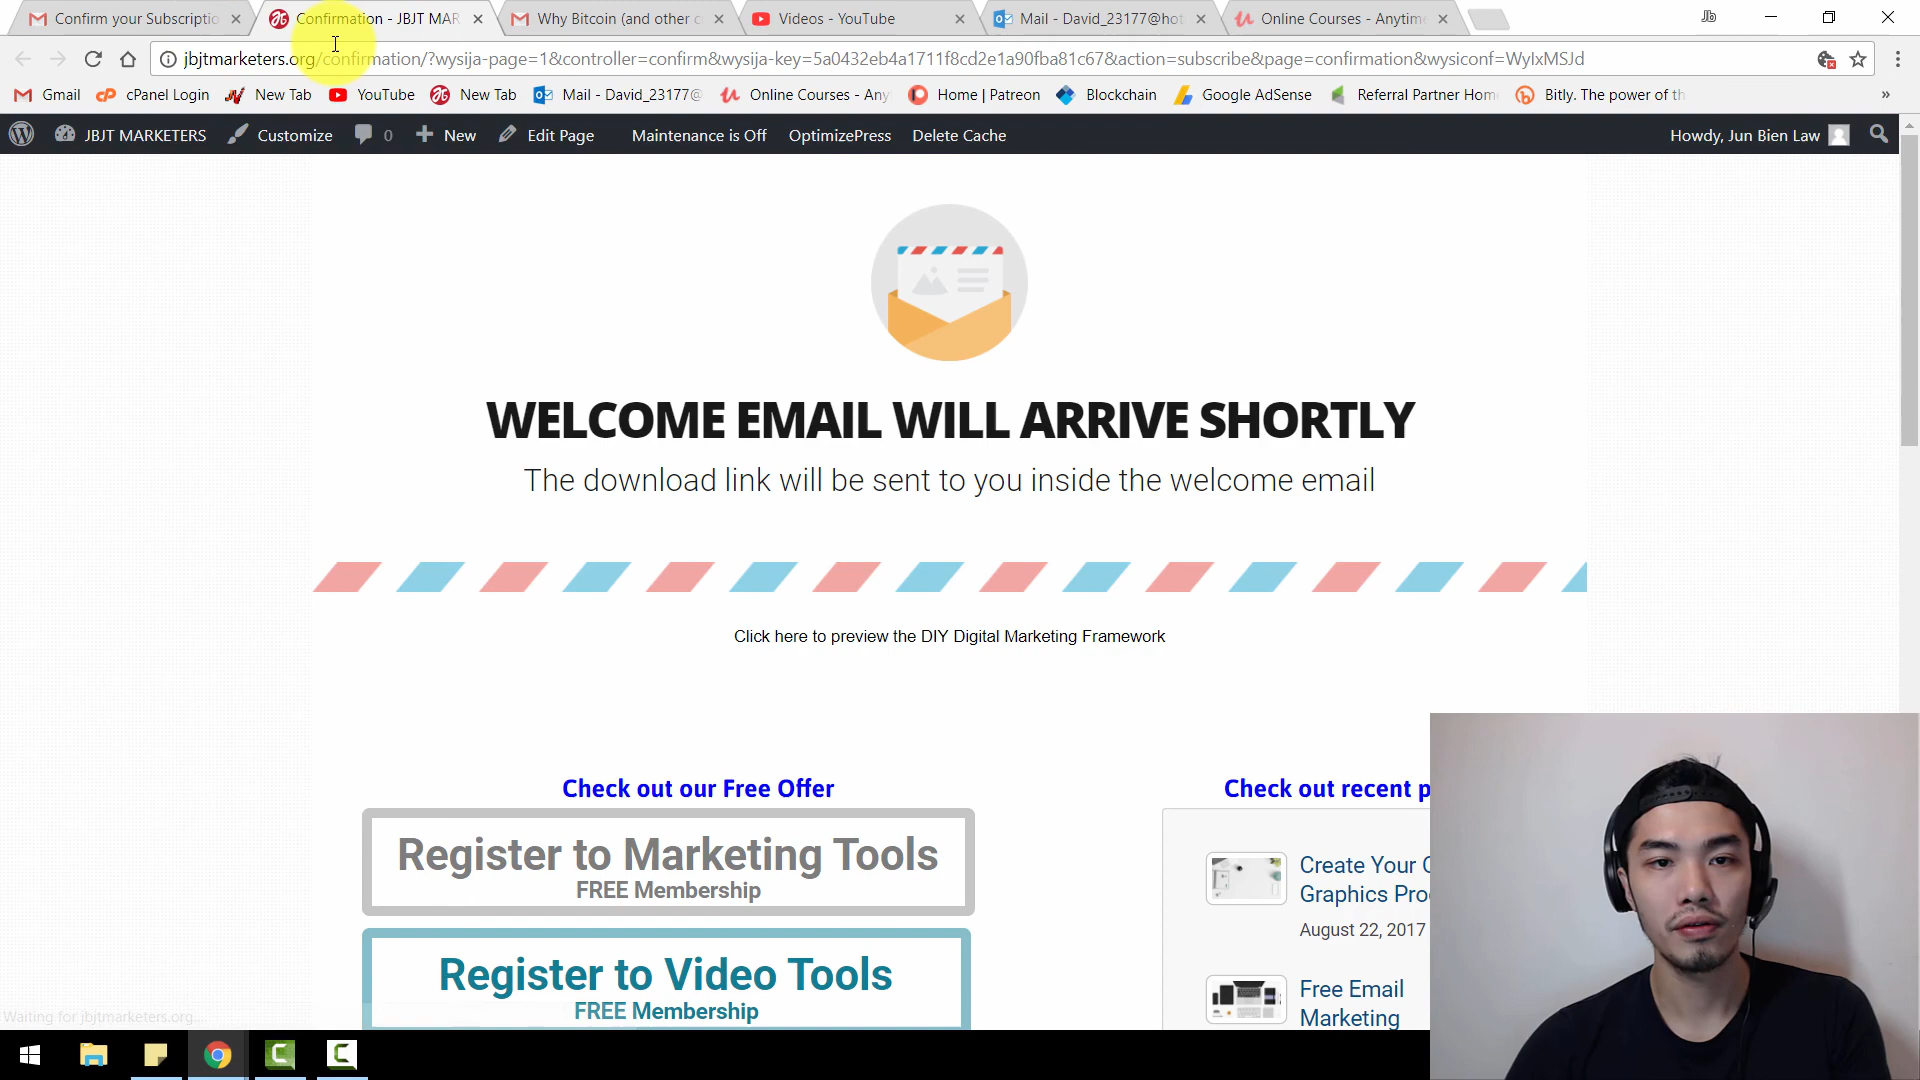 Confirm your Subscriptio
Confirmation - JBJT MAR
Why Bitcoin (and other c
Videos - YouTube
Mail - David_23177@hot
Online Courses - Anytim
Jb
jbjtmarketers.org/confirmation/?wysija-page=1&controller=confirm&wysija-key=5a0432eb4a1711f8cd2e1a90fba81c67&action=subscribe&page=confirmation&wysiconf=WyIxMSJd
Gmail
cPanel Login
New Tab
YouTube
New Tab
Mail - David_23177@
Online Courses - Any
Home | Patreon
Blockchain
Google AdSense
Referral Partner Hom
Bitly. The power of th
»
JBJT MARKETERS
Customize
0
New
Edit Page
Maintenance is Off
OptimizePress
Delete Cache
Howdy, Jun Bien Law
WELCOME EMAIL WILL ARRIVE SHORTLY
The download link will be sent to you inside the welcome email
Click here to preview the DIY Digital Marketing Framework
Check out our Free Offer
Register to Marketing Tools
FREE Membership
Register to Video Tools
FREE Membership
Check out recent p
Create Your O
Graphics Pro
August 22, 2017
Free Email
Marketing
Waiting for jbjtmarketers.org...